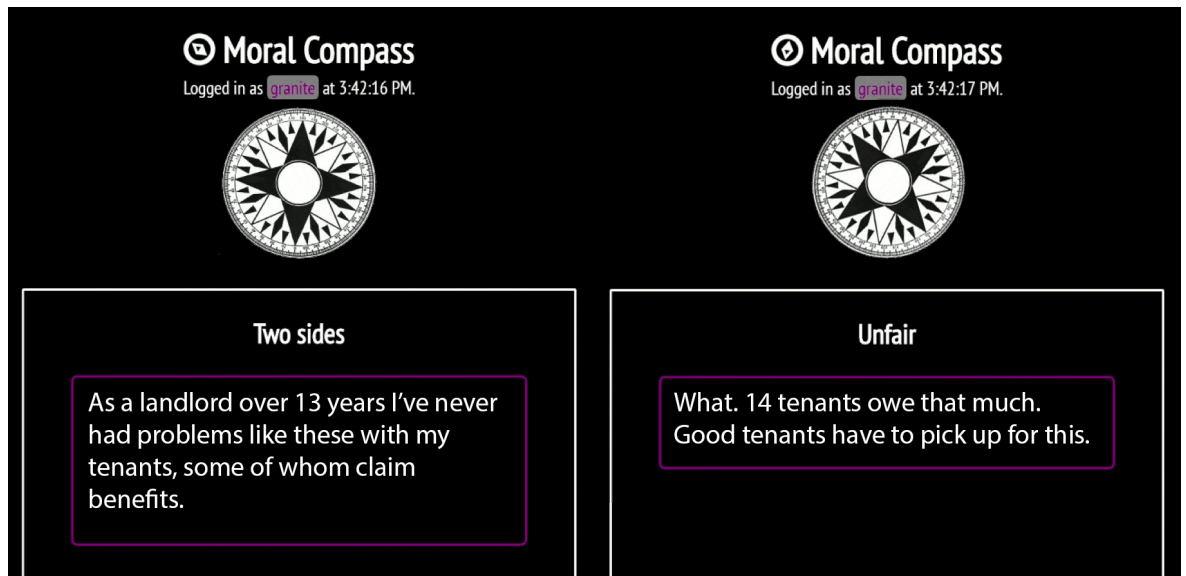 Moral Compass
Logged in as granite at 3:42:16 PM.
Two sides
As a landlord over 13 years I’ve never
had problems like these with my
tenants, some of whom claim
benefits.
Moral Compass
Logged in as granite at 3:42:17 PM.
Unfair
What. 14 tenants owe that much.
Good tenants have to pick up for this.